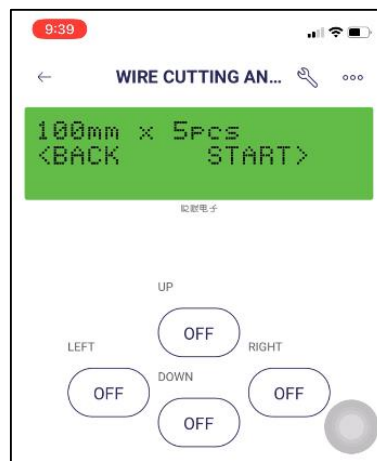 9:39
WIRE CUTTING AN...
100mm x 5pcs
<BACK START>
UP
OFF
LEFT
RIGHT
OFF
DOWN
OFF
OFF